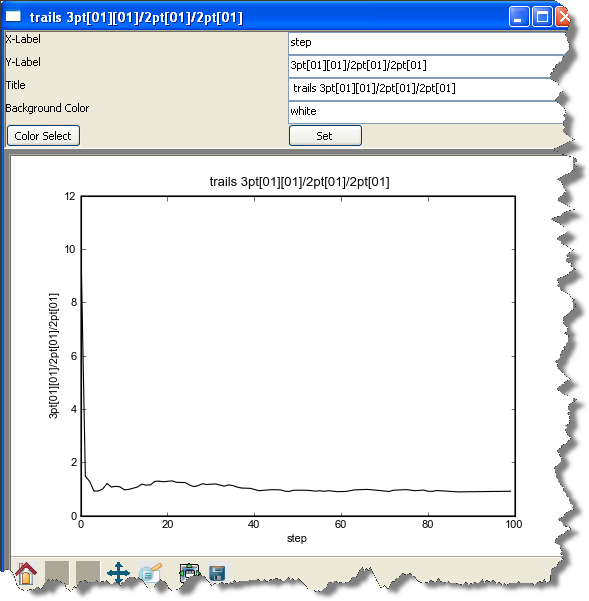 trails 3pt[01][01]/2pt[01]/2pt[01]
X-Label
step
Y-Label
3pt[01][01]/2pt[01]/2pt[01]
Title
trails 3pt[01][01]/2pt[01]/2pt[01]
Background Color
white
Color Select
Set
trails 3pt[01][01]/2pt[01]/2pt[01]
12
10
8
6
4
2
0
3pt[01][01]/2pt[01]/2pt[01]
0
20
40
60
80
100
step